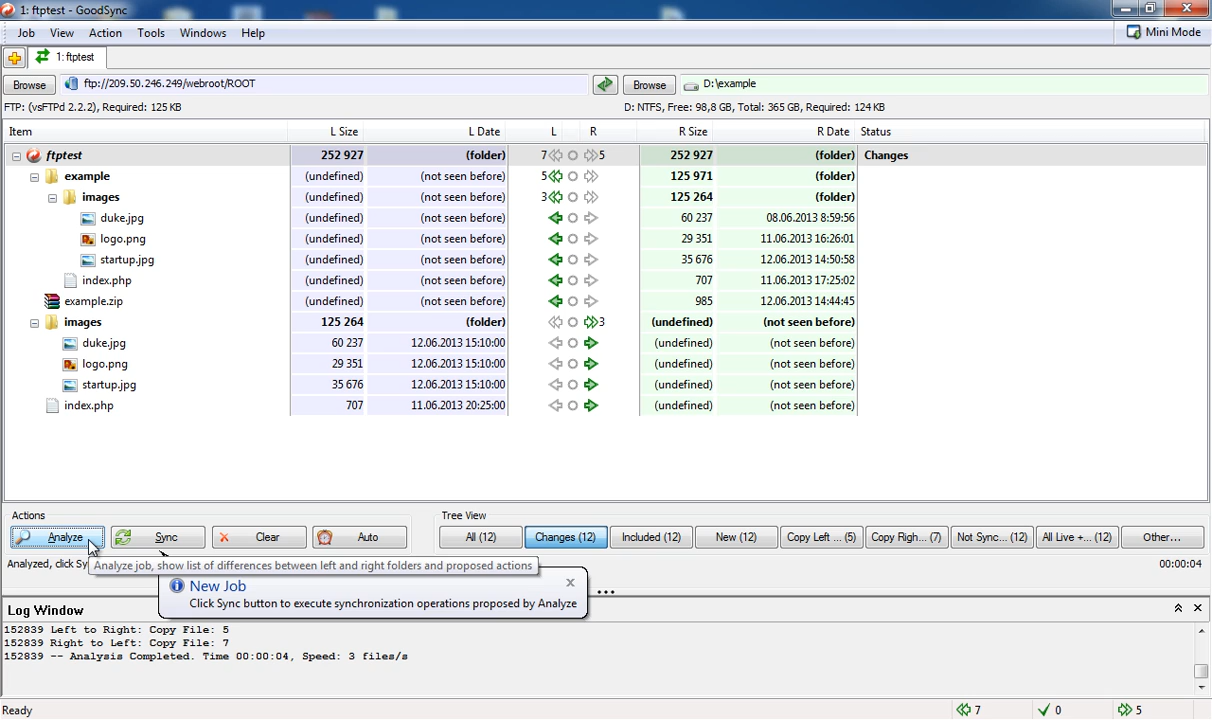 1: ftptest - GoodSync
Job View Action Tools Windows Help Mini Mode
1: ftptest
Browse ftp://209.50.246.249/webroot/ROOT Browse D:\example
FTP: (vsFTPd 2.2.2), Required: 125 KB D: NTFS, Free: 98,8 GB, Total: 365 GB, Required: 124 KB
Item L Size L Date L R R Size R Date Status
ftptest 252 927 (folder) 7 5 252 927 (folder) Changes
example (undefined) (not seen before) 5 125 971 (folder)
images (undefined) (not seen before) 3 125 264 (folder)
duke.jpg (undefined) (not seen before) 60 237 08.06.2013 8:59:56
logo.png (undefined) (not seen before) 29 351 11.06.2013 16:26:01
startup.jpg (undefined) (not seen before) 35 676 12.06.2013 14:50:58
index.php (undefined) (not seen before) 707 11.06.2013 17:25:02
example.zip (undefined) (not seen before) 985 12.06.2013 14:44:45
images 125 264 (folder) 3 (undefined) (not seen before)
duke.jpg 60 237 12.06.2013 15:10:00 (undefined) (not seen before)
logo.png 29 351 12.06.2013 15:10:00 (undefined) (not seen before)
startup.jpg 35 676 12.06.2013 15:10:00 (undefined) (not seen before)
index.php 707 11.06.2013 20:25:00 (undefined) (not seen before)
Actions Tree View
Analyze Sync Clear Auto All (12) Changes (12) Included (12) New (12) Copy Left ... (5) Copy Righ... (7) Not Sync... (12) All Live +... (12) Other...
Analyzed, click Sy 00:00:04
Analyze job, show list of differences between left and right folders and proposed actions
New Job
Click Sync button to execute synchronization operations proposed by Analyze
Log Window
152839 Left to Right: Copy File: 5
152839 Right to Left: Copy File: 7
152839 -- Analysis Completed. Time 00:00:04, Speed: 3 files/s
Ready 7 0 5